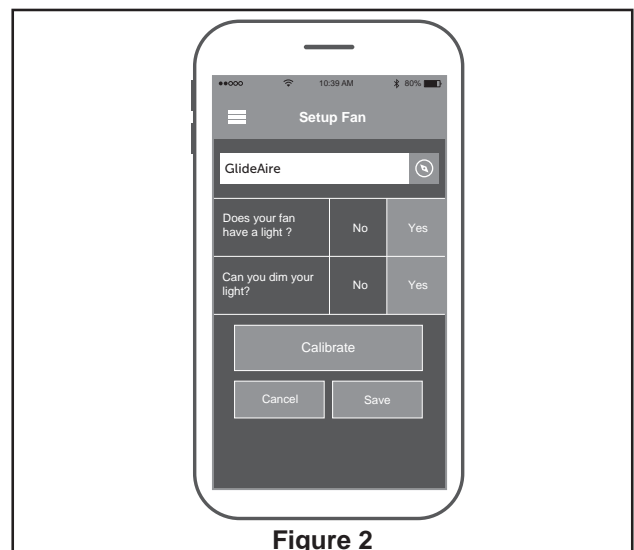 10:39 AM 80%
Setup Fan
GlideAire
Does your fan
have a light ?
No
Yes
Can you dim your
light?
No
Yes
Calibrate
Cancel
Save
Figure 2